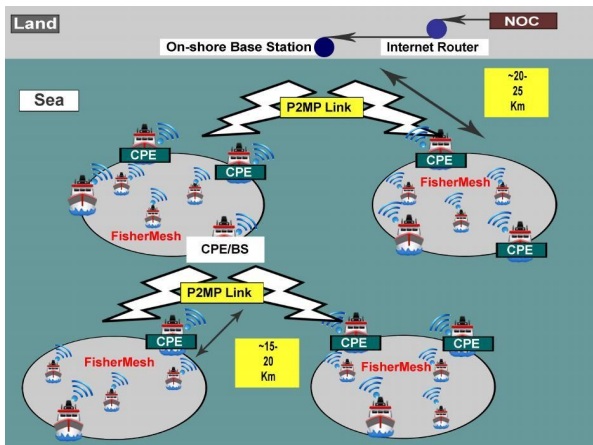 Land
NOC
On-shore Base Station
Internet Router
~20-
25
Km
Sea
P2MP Link
CPE
CPE
CPE
FisherMesh
FisherMesh
CPE
CPE/BS
P2MP Link
CPE
CPE
CPE
~15-
20
Km
FisherMesh
FisherMesh